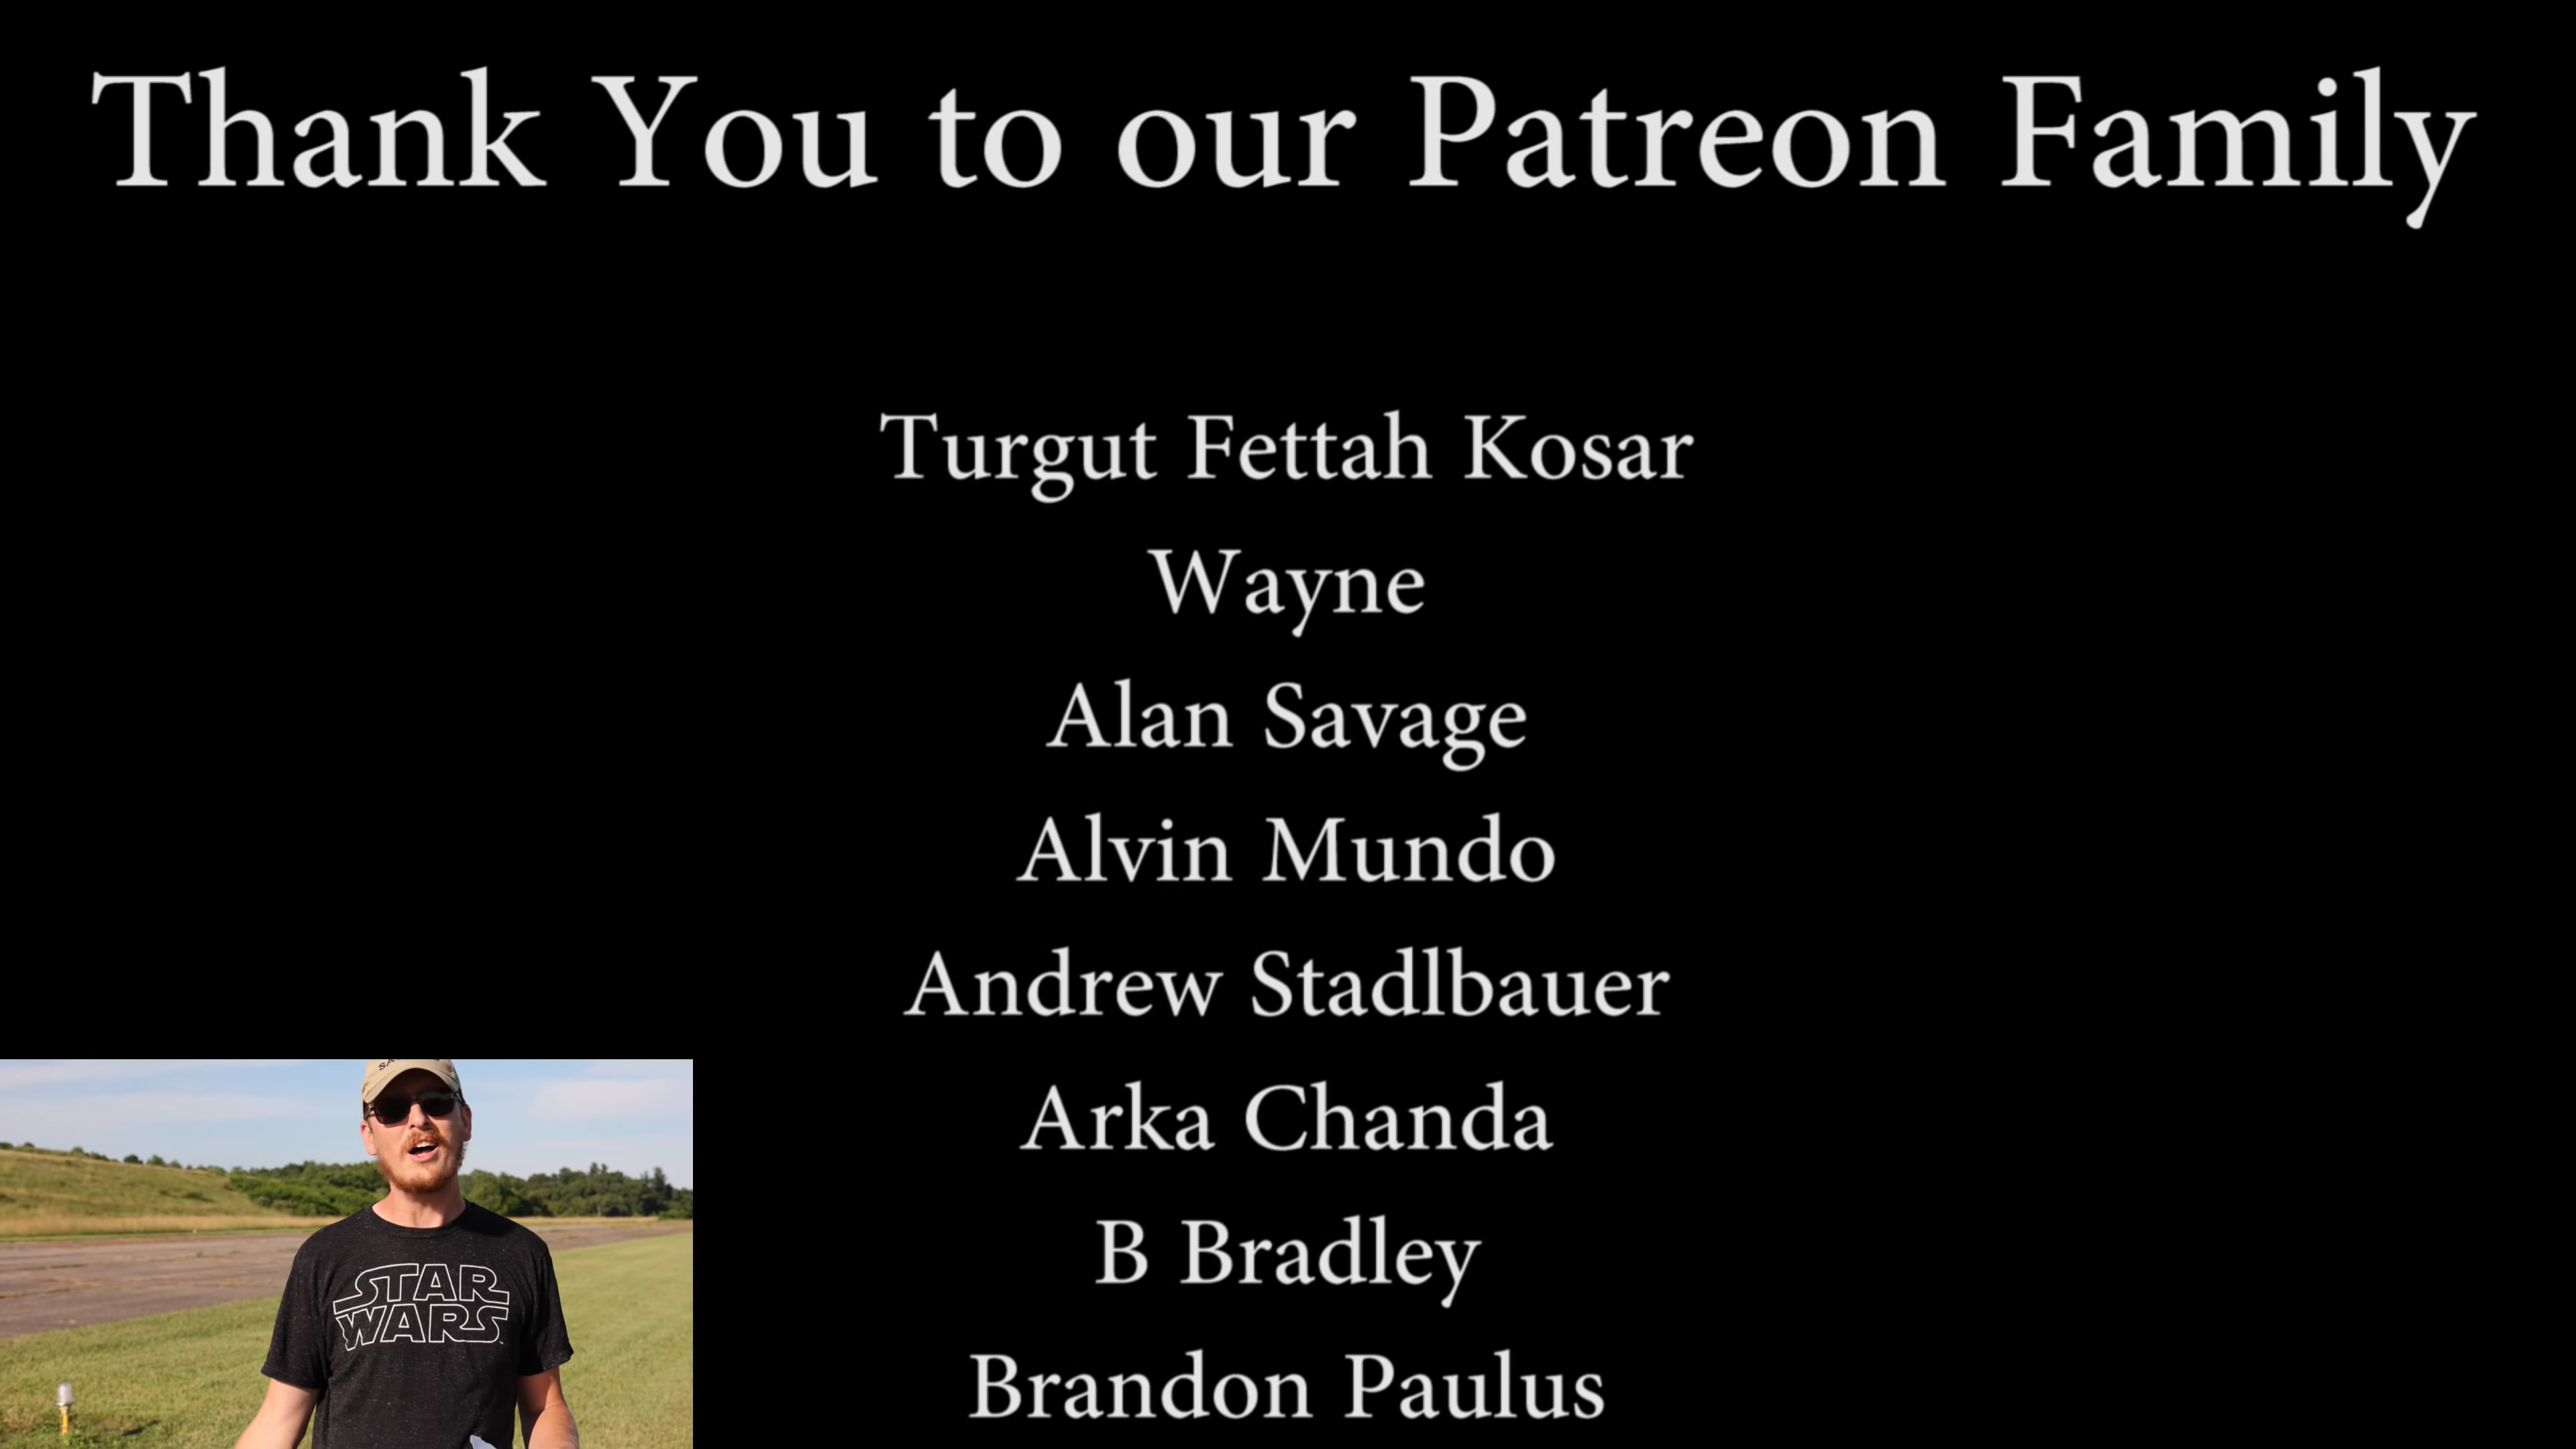 Thank You to our Patreon Family
Turgut Fettah Kosar
Wayne
Alan Savage
Alvin Mundo
Andrew Stadlbauer
Arka Chanda
B Bradley
Brandon Paulus
STAR
WARS